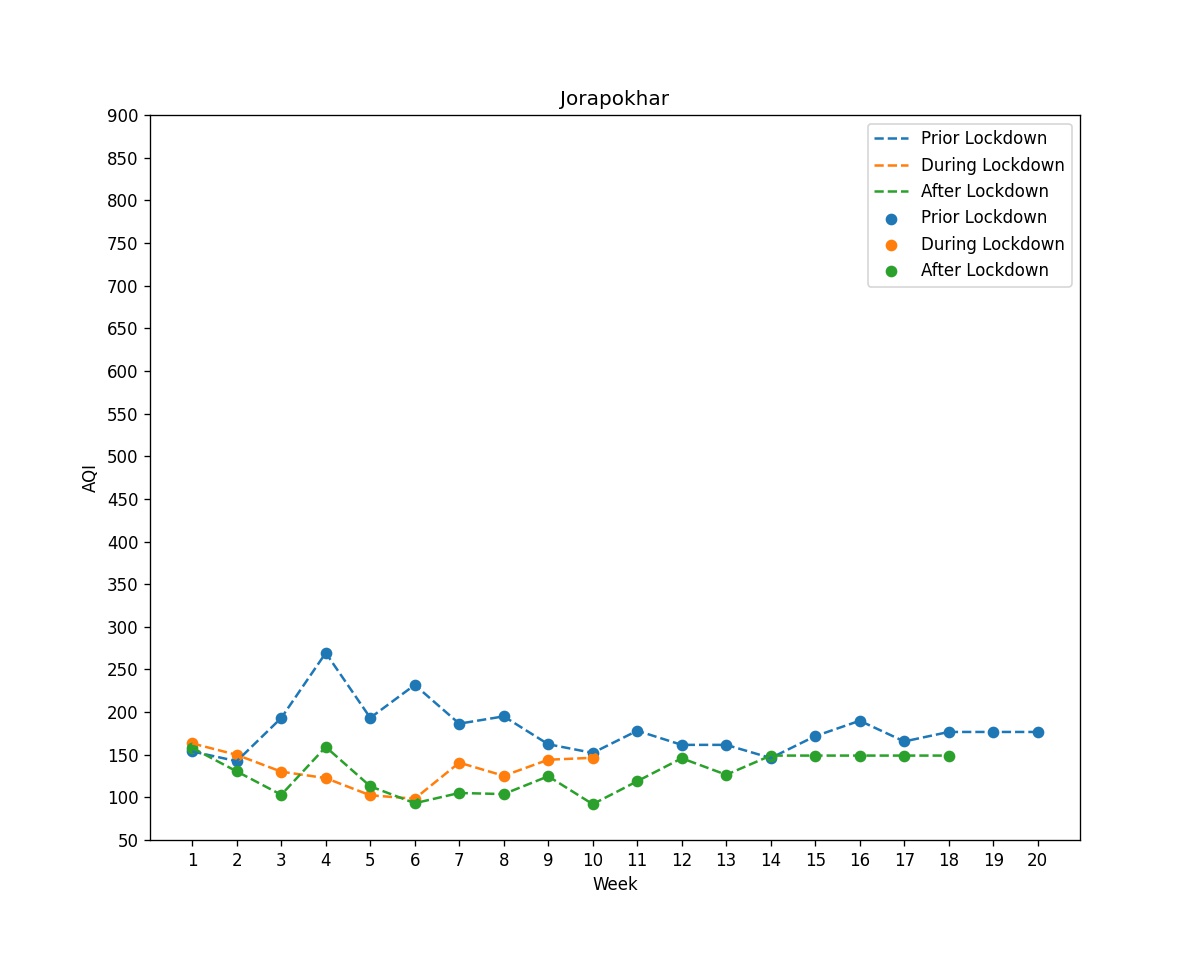 Jorapokhar
900
850
800
750
700
650
600
550
500
450
400
350
300
250
200
150
100
50
AQI
Prior Lockdown
During Lockdown
After Lockdown
Prior Lockdown
During Lockdown
After Lockdown
1 2 3 4 5 6 7 8 9 10 11 12 13 14 15 16 17 18 19 20
Week